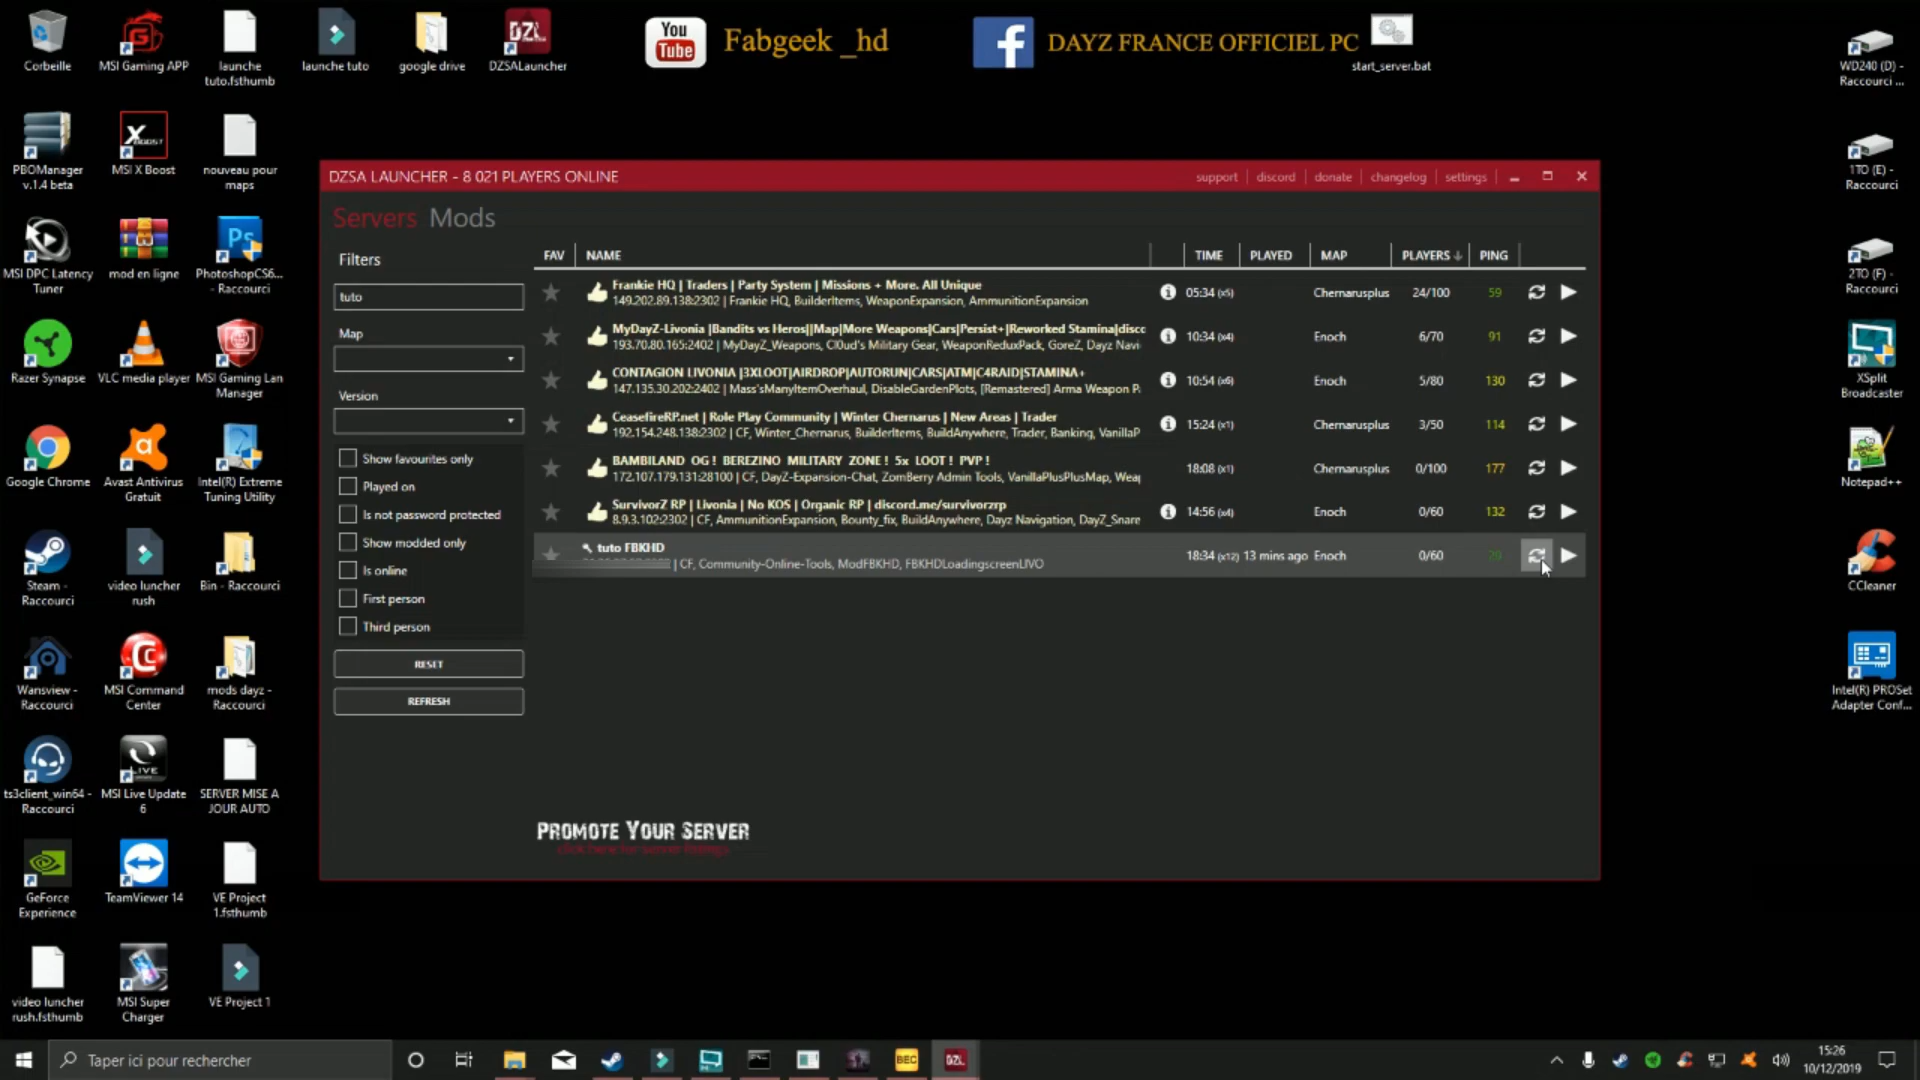 Corbeille
MSI Gaming APP
launche
tuto.fsthumb
launche tuto
google drive
DZSALauncher
You
Tube
Fabgeek _hd
DAYZ FRANCE OFFICIEL PC
start_server.bat
WD240 (D) -
Raccourci ...
PBOManager
v.1.4 beta
MSI X Boost
nouveau pour
maps
1TO (E) -
Raccourci
MSI DPC Latency
Tuner
mod en ligne
PhotoshopCS6...
- Raccourci
2TO (F) -
Raccourci
Razer Synapse
VLC media player
MSI Gaming Lan
Manager
XSplit
Broadcaster
Google Chrome
Avast Antivirus
Gratuit
Intel(R) Extreme
Tuning Utility
Notepad++
Steam -
Raccourci
video luncher
rush
Bin - Raccourci
CCleaner
Wansview -
Raccourci
MSI Command
Center
mods dayz -
Raccourci
Intel(R) PROSet
Adapter Conf...
ts3client_win64 -
Raccourci
MSI Live Update
6
SERVER MISE A
JOUR AUTO
GeForce
Experience
TeamViewer 14
VE Project
1.fsthumb
video luncher
rush.fsthumb
MSI Super
Charger
VE Project 1
DZSA LAUNCHER - 8 021 PLAYERS ONLINE
support | discord | donate | changelog | settings
Servers Mods
Filters
tuto
Map
Version
Show favourites only
Played on
Is not password protected
Show modded only
Is online
First person
Third person
RESET
REFRESH
FAV NAME TIME PLAYED MAP PLAYERS PING
Frankie HQ | Traders | Party System | Missions + More. All Unique
149.202.89.138:2302 | Frankie HQ, BuilderItems, WeaponExpansion, AmmunitionExpansion
05:34 (x5) Chernarusplus 24/100 59
MyDayZ-Livonia |Bandits vs Heros||Map|More Weapons|Cars|Persist+|Reworked Stamina|disco
193.70.80.165:2402 | MyDayZ_Weapons, Cl0ud's Military Gear, WeaponReduxPack, GoreZ, Dayz Navi
10:34 (x4) Enoch 6/70 91
CONTAGION LIVONIA |3XLOOT|AIRDROP|AUTORUN|CARS|ATM|C4RAID|STAMINA+
147.135.30.202:2402 | Mass'sManyItemOverhaul, DisableGardenPlots, [Remastered] Arma Weapon P
10:54 (x6) Enoch 5/80 130
CeasefireRP.net | Role Play Community | Winter Chernarus | New Areas | Trader
192.154.248.138:2302 | CF, Winter_Chernarus, BuilderItems, BuildAnywhere, Trader, Banking, VanillaP
15:24 (x1) Chernarusplus 3/50 114
BAMBILAND OG! BEREZINO MILITARY ZONE! 5x LOOT! PVP!
172.107.179.131:28100 | CF, DayZ-Expansion-Chat, ZomBerry Admin Tools, VanillaPlusPlusMap, Weap
18:08 (x1) Chernarusplus 0/100 177
SurvivorZ RP | Livonia | No KOS | Organic RP | discord.me/survivorzrp
8.9.3.102:2302 | CF, AmmunitionExpansion, Bounty_fix, BuildAnywhere, Dayz Navigation, DayZ_Snare
14:56 (x4) Enoch 0/60 132
tuto FBKHD
| CF, Community-Online-Tools, ModFBKHD, FBKHDLoadingscreenLIVO
18:34 (x12) 13 mins ago Enoch 0/60
PROMOTE YOUR SERVER
click here for server listings
Taper ici pour rechercher
BEC
DZL
15:26
10/12/2019